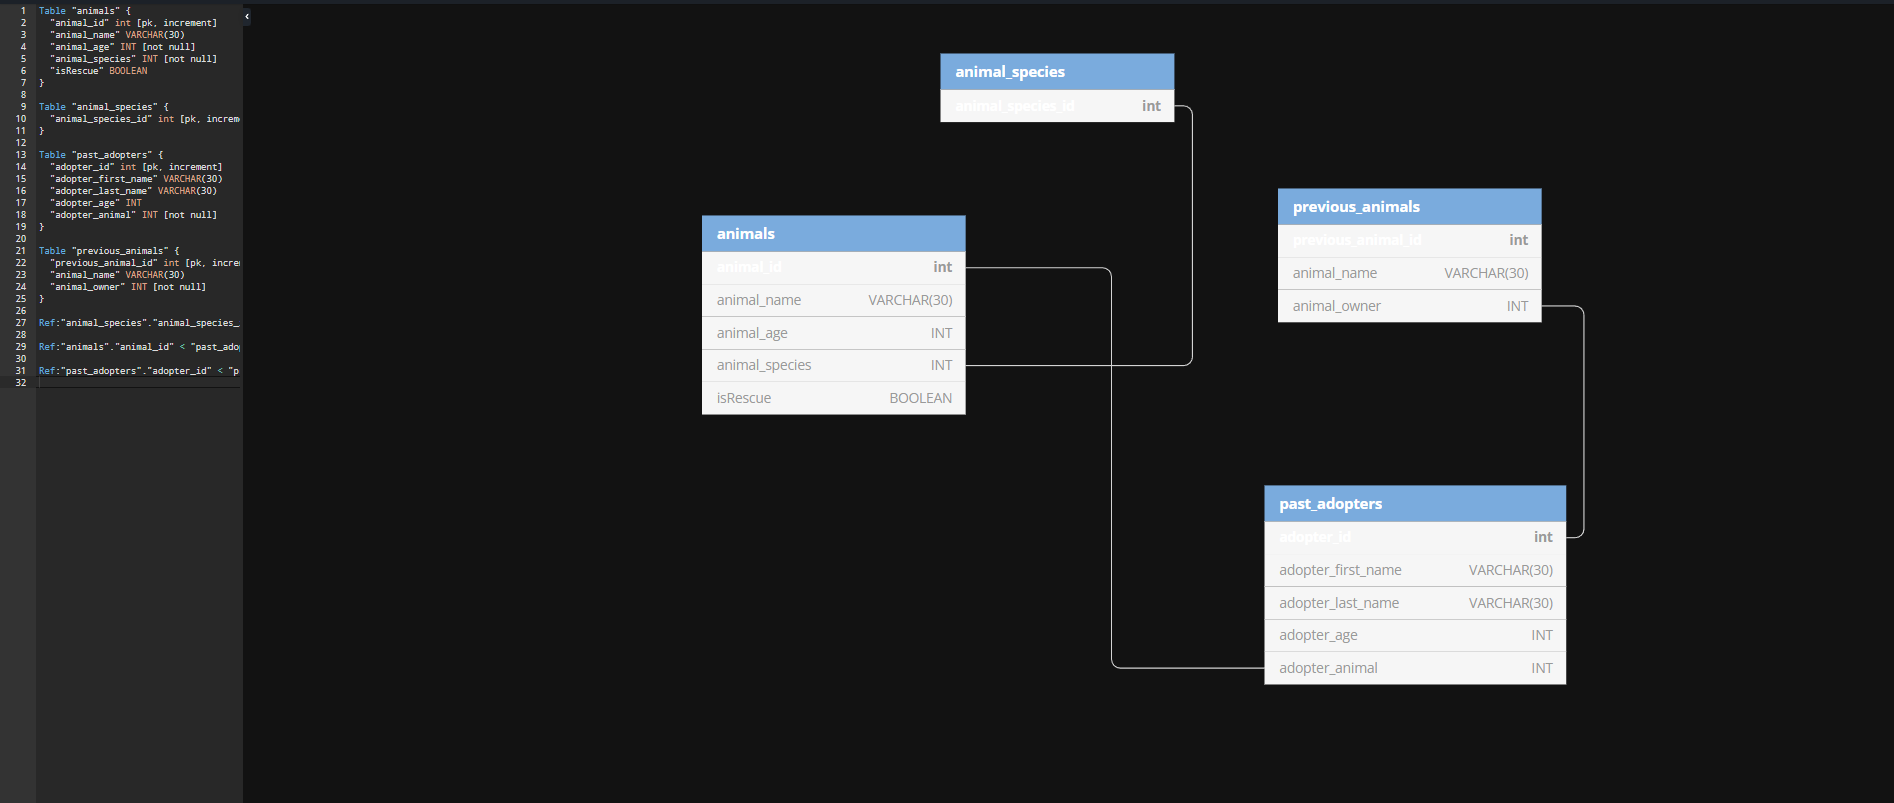 1 Table "animals" {
2 "animal_id" int [pk, increment]
3 "animal_name" VARCHAR(30)
4 "animal_age" INT [not null]
5 "animal_species" INT [not null]
6 "isRescue" BOOLEAN
7 }
8
9 Table "animal_species" {
10 "animal_species_id" int [pk, increm
11 }
12
13 Table "past_adopters" {
14 "adopter_id" int [pk, increment]
15 "adopter_first_name" VARCHAR(30)
16 "adopter_last_name" VARCHAR(30)
17 "adopter_age" INT
18 "adopter_animal" INT [not null]
19 }
20
21 Table "previous_animals" {
22 "previous_animal_id" int [pk, incre
23 "animal_name" VARCHAR(30)
24 "animal_owner" INT [not null]
25 }
26
27 Ref:"animal_species"."animal_species_
28
29 Ref:"animals"."animal_id" < "past_ado
30
31 Ref:"past_adopters"."adopter_id" < "p
32
animal_species
animal_species_id int
previous_animals
previous_animal_id int
animal_name VARCHAR(30)
animal_owner INT
animals
animal_id int
animal_name VARCHAR(30)
animal_age INT
animal_species INT
isRescue BOOLEAN
past_adopters
adopter_id int
adopter_first_name VARCHAR(30)
adopter_last_name VARCHAR(30)
adopter_age INT
adopter_animal INT